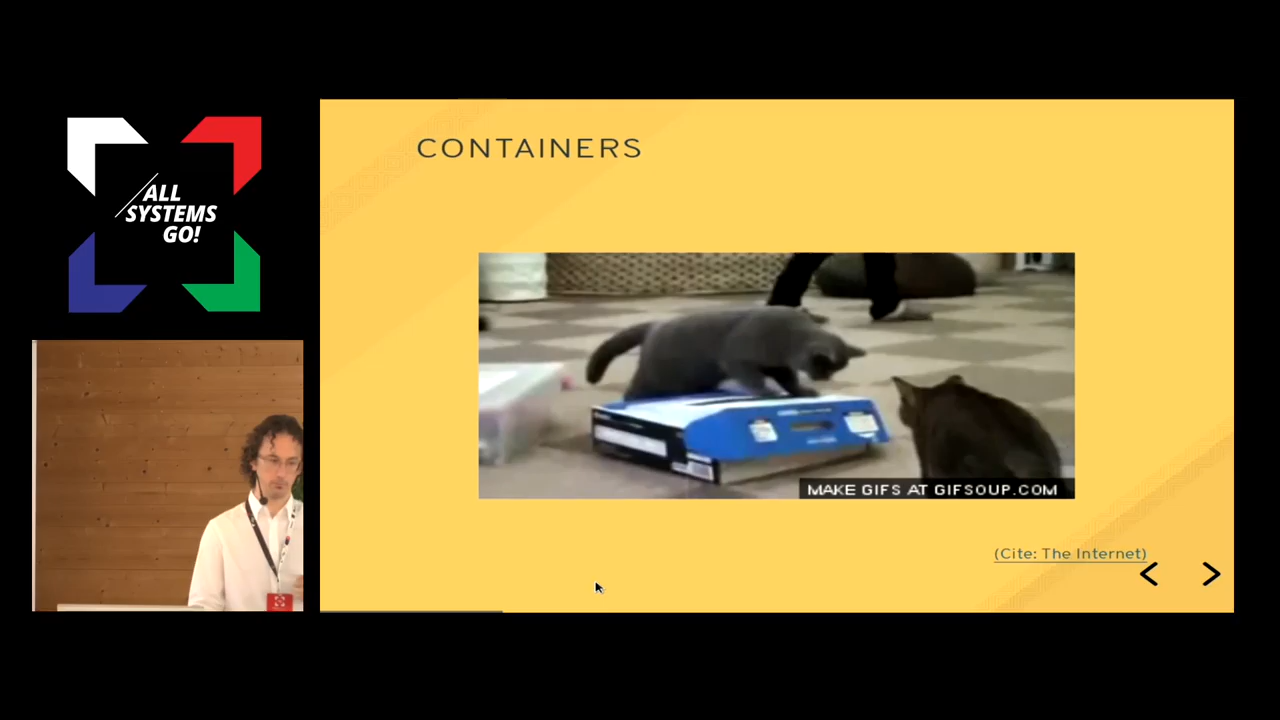 ALL
SYSTEMS
GO!
CONTAINERS
MAKE GIFS AT GIFSOUP.COM
(Cite: The Internet)